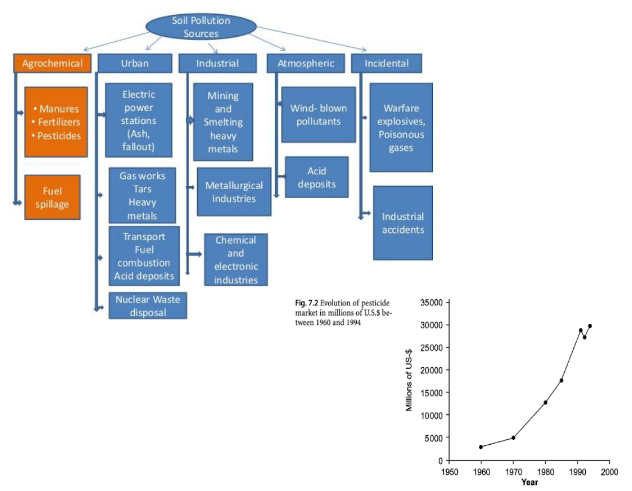 Soil Pollution
Sources
Agrochemical
• Manures
• Fertilizers
• Pesticides
Fuel
spillage
Urban
Electric
power
stations
(Ash,
fallout)
Gas works
Tars
Heavy
metals
Transport
Fuel
combustion
Acid deposits
Nuclear Waste
disposal
Industrial
Mining
and
Smelting
heavy
metals
Metallurgical
industries
Chemical
and
electronic
industries
Atmospheric
Wind- blown
pollutants
Acid
deposits
Incidental
Warfare
explosives,
Poisonous
gases
Industrial
accidents
Fig. 7.2 Evolution of pesticide
market in millions of U.S.$ be-
tween 1960 and 1994
Millions of US-$
35000
30000
25000
20000
15000
10000
5000
0
1950 1960 1970 1980 1990 2000
Year